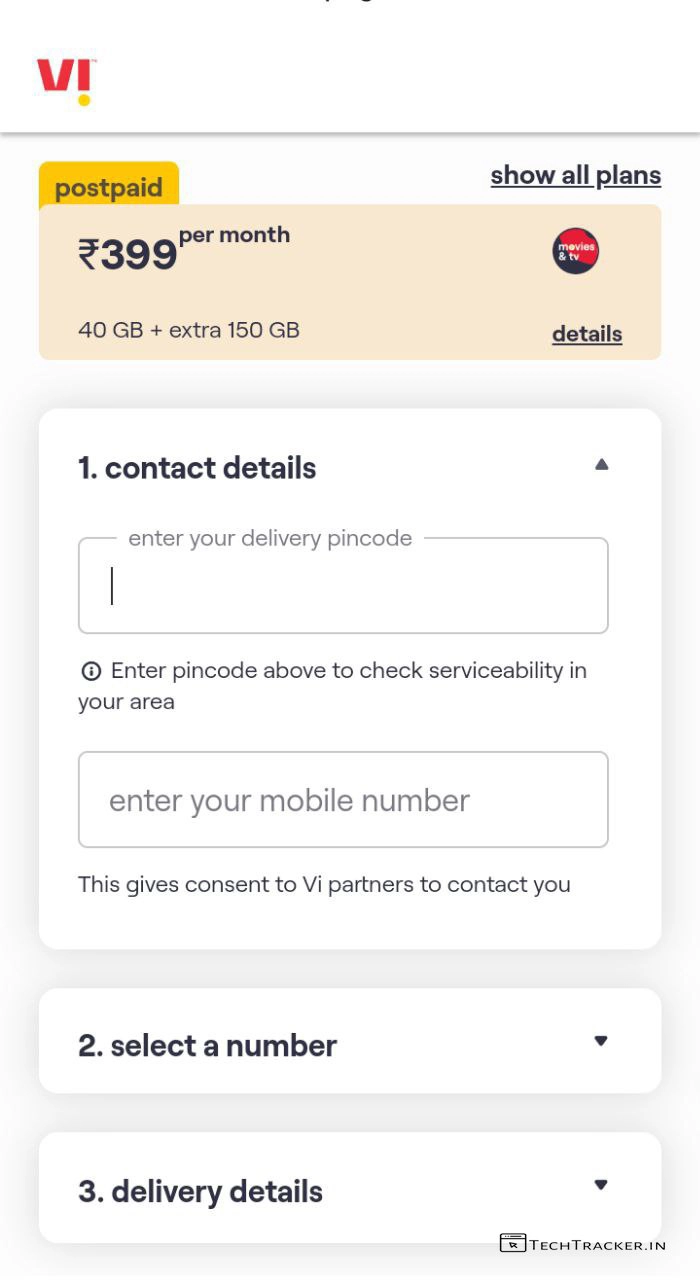 VI
postpaid
show all plans
₹399 per month
movies
& tv
40 GB + extra 150 GB
details
1. contact details
enter your delivery pincode
Enter pincode above to check serviceability in
your area
enter your mobile number
This gives consent to Vi partners to contact you
2. select a number
3. delivery details
TECHTRACKER.IN